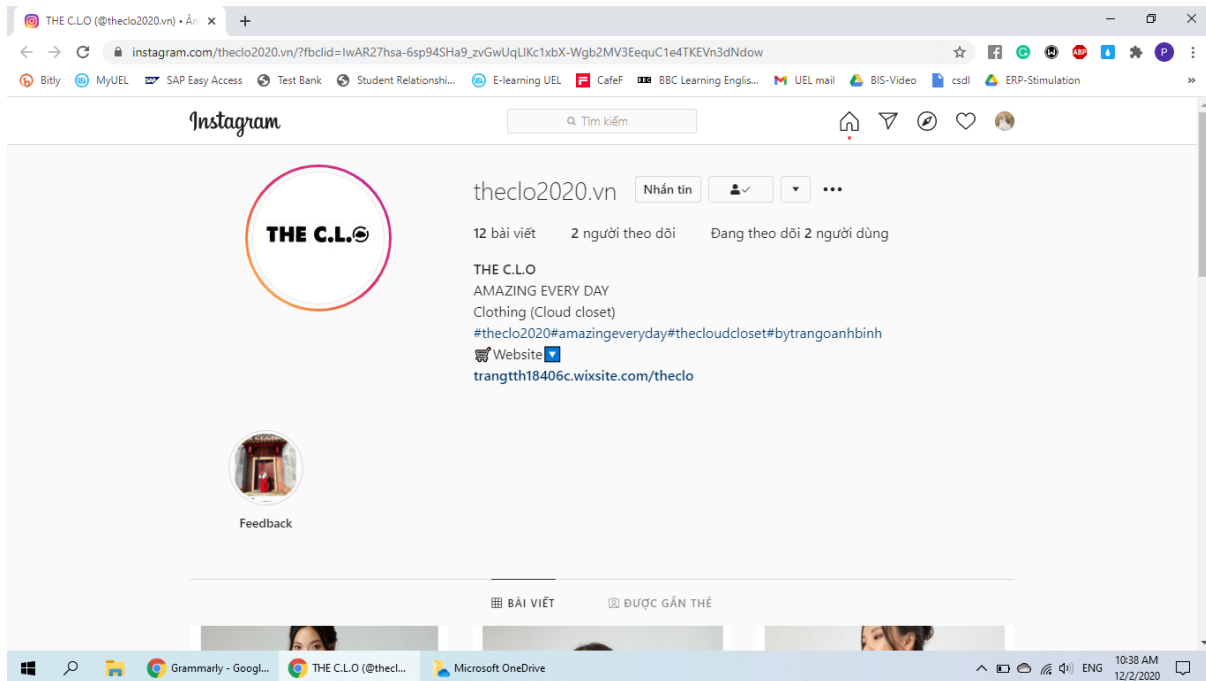 THE C.L.O (@theclo2020.vn) • Ản
instagram.com/theclo2020.vn/?fbclid=IwAR27hsa-6sp94SHa9_zvGwUqLlKc1xbX-Wgb2MV3EequC1e4TKEVn3dNdow
Bitly MyUEL SAP Easy Access Test Bank Student Relationshi... E-learning UEL CafeF BBC Learning Englis... UEL mail BIS-Video csdl ERP-Stimulation
Instagram Tìm kiếm
theclo2020.vn Nhắn tin
12 bài viết 2 người theo dõi Đang theo dõi 2 người dùng
THE C.L.O
THE C.L.O
AMAZING EVERY DAY
Clothing (Cloud closet)
#theclo2020#amazingeveryday#thecloudcloset#bytrangoanhbinh
🛒Website🔽
trangtth18406c.wixsite.com/theclo
Feedback
BÀI VIẾT ĐƯỢC GẮN THẺ
Grammarly - Googl... THE C.L.O (@thecl... Microsoft OneDrive ENG 10:38 AM
12/2/2020